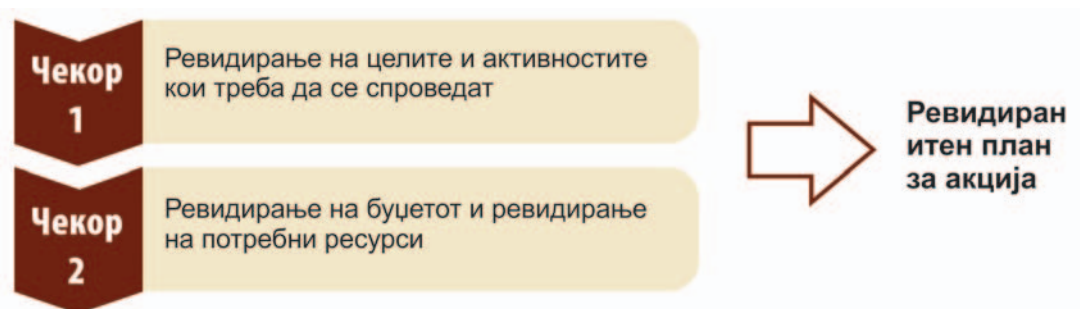 Чекор
1
Ревидирање на целите и активностите
кои треба да се спроведат
Чекор
2
Ревидирање на буџетот и ревидирање
на потребни ресурси
Ревидиран
итен план
за акција